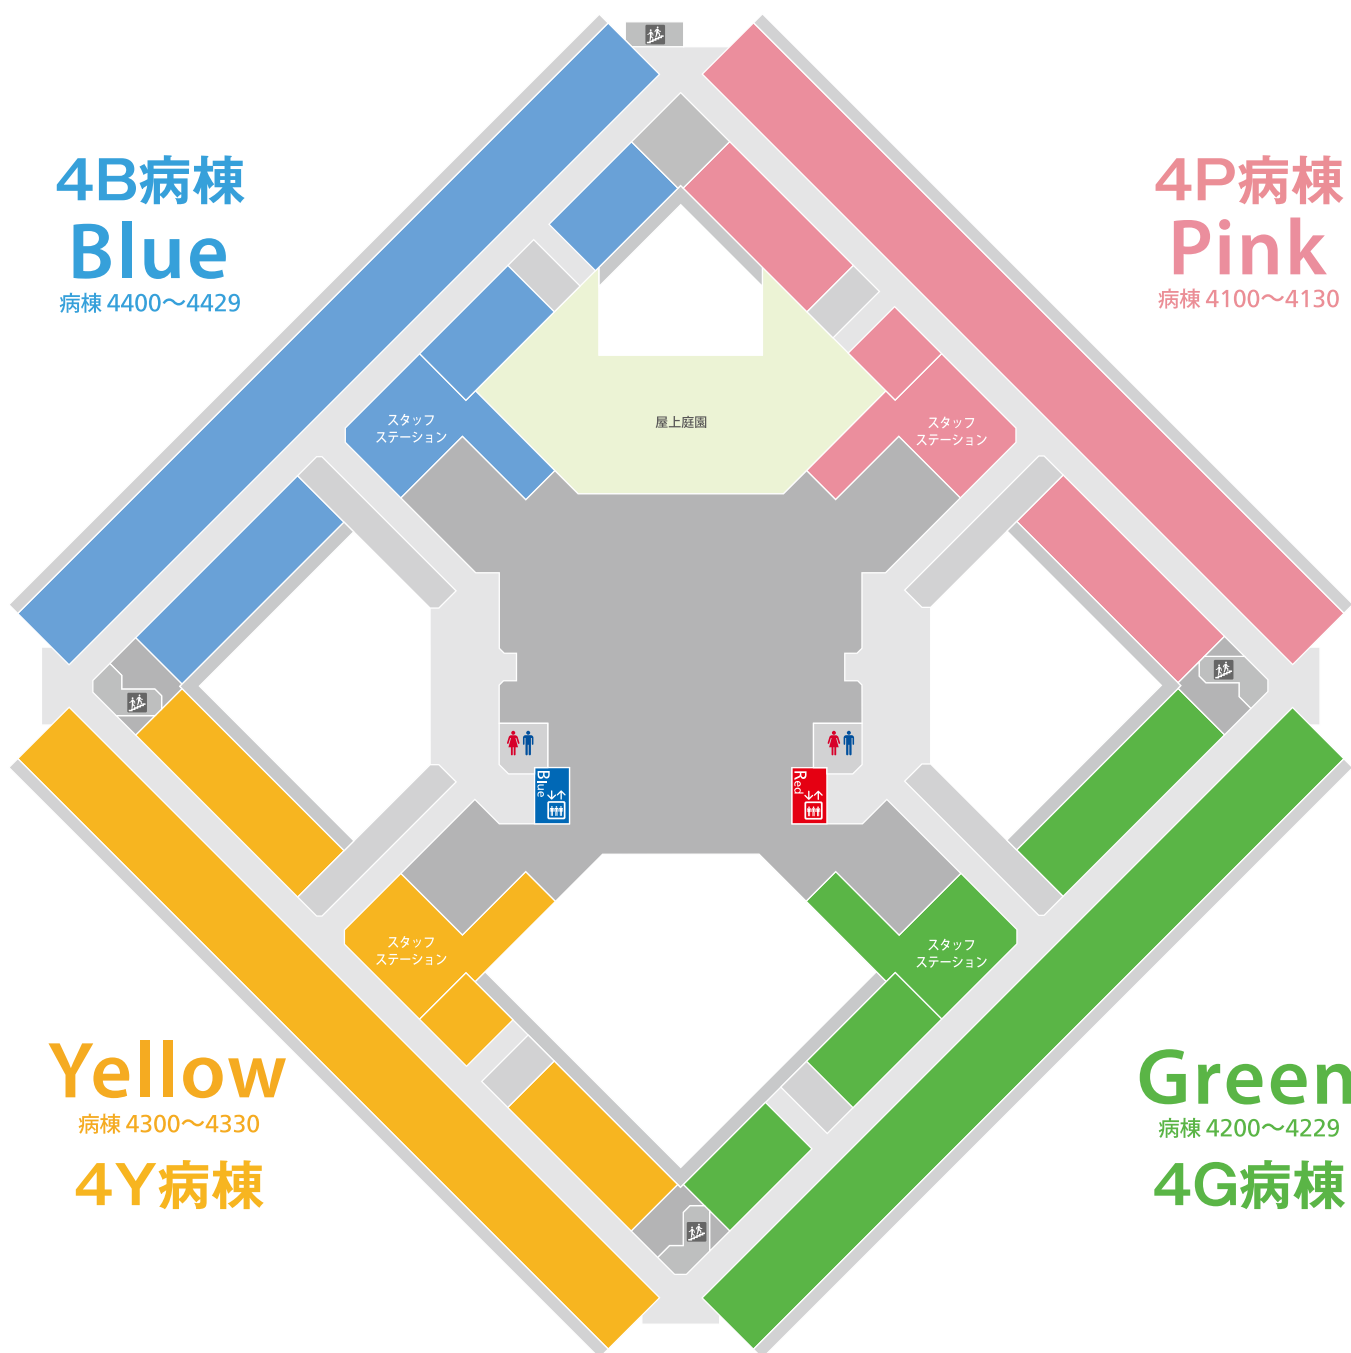 4B病棟
Blue
病棟 4400～4429
4P病棟
Pink
病棟 4100～4130
スタッフ
ステーション
屋上庭園
スタッフ
ステーション
Blue
Red
スタッフ
ステーション
スタッフ
ステーション
Yellow
病棟 4300～4330
4Y病棟
Green
病棟 4200～4229
4G病棟